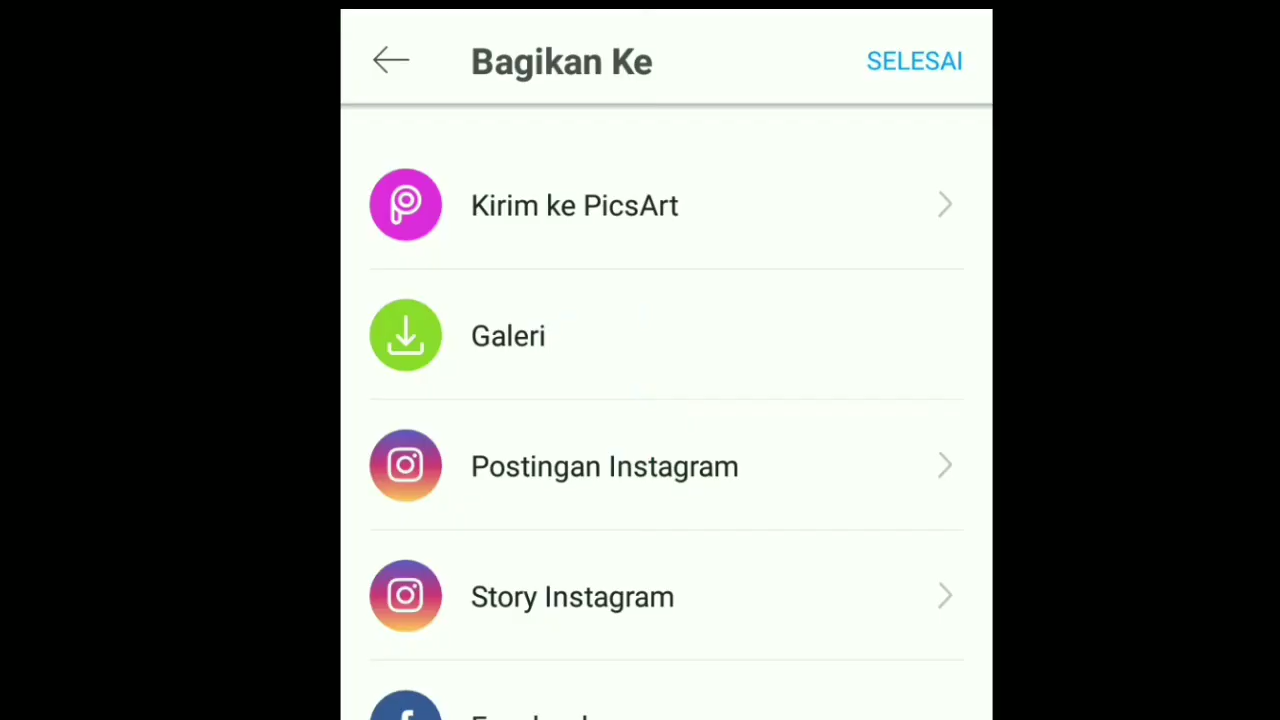 Bagikan Ke
SELESAI
Kirim ke PicsArt
Galeri
Postingan Instagram
Story Instagram